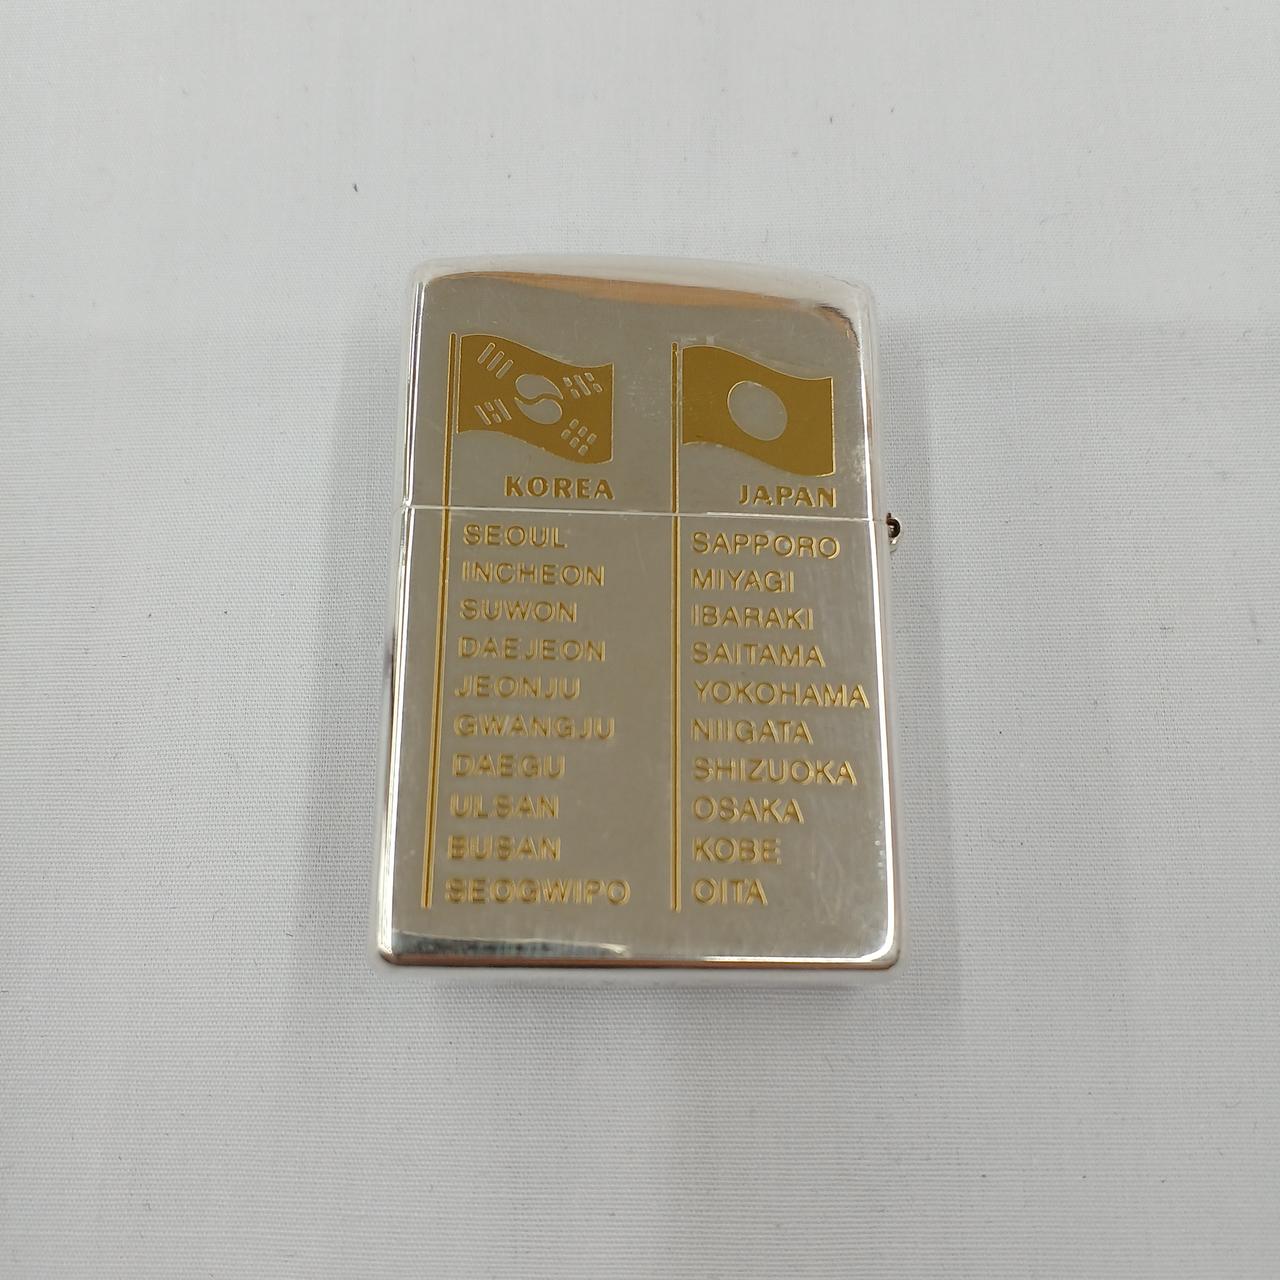 KOREA
SEOUL
INCHEON
SUWON
DAEJEON
JEONJU
GWANGJU
DAEGU
ULSAN
BUSAN
SEOGWIPO
JAPAN
SAPPORO
MIYAGI
IBARAKI
SAITAMA
YOKOHAMA
NIIGATA
SHIZUOKA
OSAKA
KOBE
OITA